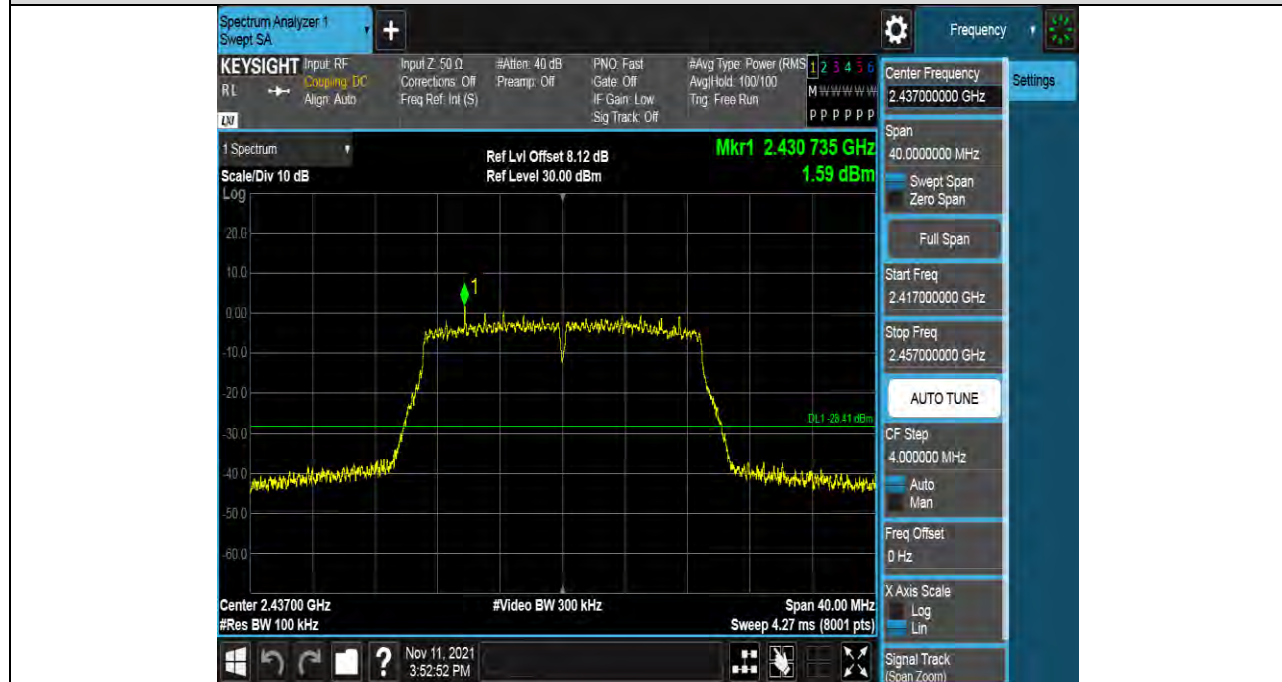 Spectrum Analyzer 1
Swept SA
+
Frequency
KEYSIGHT
RL
LXI
Input: RF
Coupling: DC
Align: Auto
Input Z: 50 Ω
Corrections: Off
Freq Ref: Int (S)
#Atten: 40 dB
Preamp: Off
PNO: Fast
Gate: Off
IF Gain: Low
Sig Track: Off
#Avg Type: Power (RMS
Avg|Hold: 100/100
Trig: Free Run
1 2 3 4 5 6
M W W W W W
P P P P P P
1 Spectrum
Scale/Div 10 dB
Ref Lvl Offset 8.12 dB
Ref Level 30.00 dBm
Mkr1 2.430 735 GHz
1.59 dBm
Log
20.0
10.0
0.00
-10.0
-20.0
-30.0
-40.0
-50.0
-60.0
1
DL1 -28.41 dBm
Center 2.43700 GHz
#Res BW 100 kHz
#Video BW 300 kHz
Span 40.00 MHz
Sweep 4.27 ms (8001 pts)
?
Nov 11, 2021
3:52:52 PM
Center Frequency
2.437000000 GHz
Settings
Span
40.0000000 MHz
Swept Span
Zero Span
Full Span
Start Freq
2.417000000 GHz
Stop Freq
2.457000000 GHz
AUTO TUNE
CF Step
4.000000 MHz
Auto
Man
Freq Offset
0 Hz
X Axis Scale
Log
Lin
Signal Track
(Span Zoom)